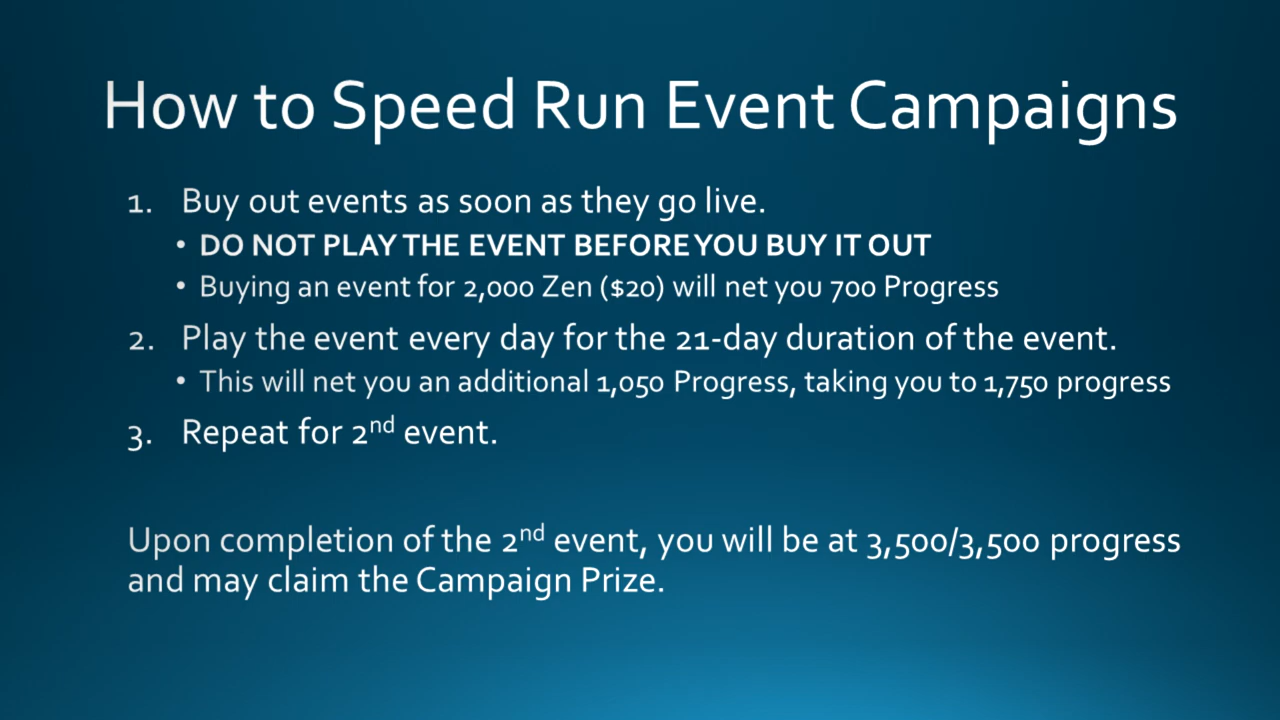 How to Speed Run Event Campaigns
1. Buy out events as soon as they go live.
• DO NOT PLAY THE EVENT BEFORE YOU BUY IT OUT
• Buying an event for 2,000 Zen ($20) will net you 700 Progress
2. Play the event every day for the 21-day duration of the event.
• This will net you an additional 1,050 Progress, taking you to 1,750 progress
3. Repeat for 2nd event.
Upon completion of the 2nd event, you will be at 3,500/3,500 progress
and may claim the Campaign Prize.